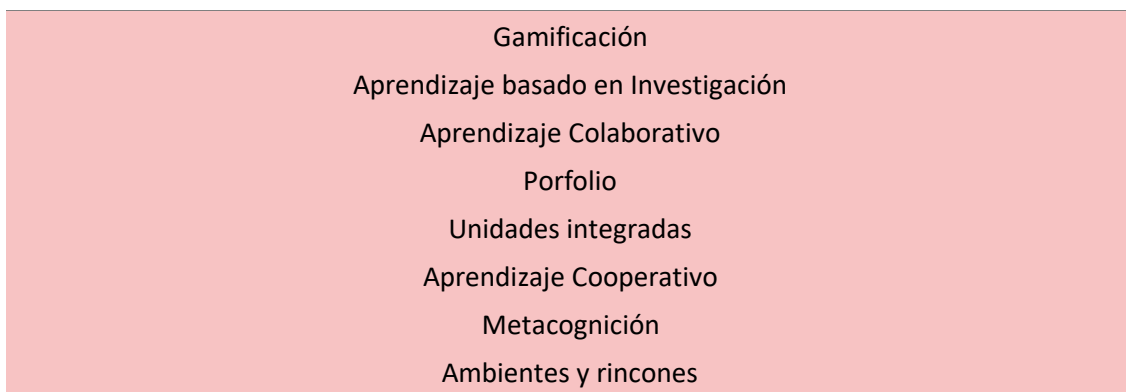 Gamificación
Aprendizaje basado en Investigación
Aprendizaje Colaborativo
Porfolio
Unidades integradas
Aprendizaje Cooperativo
Metacognición
Ambientes y rincones